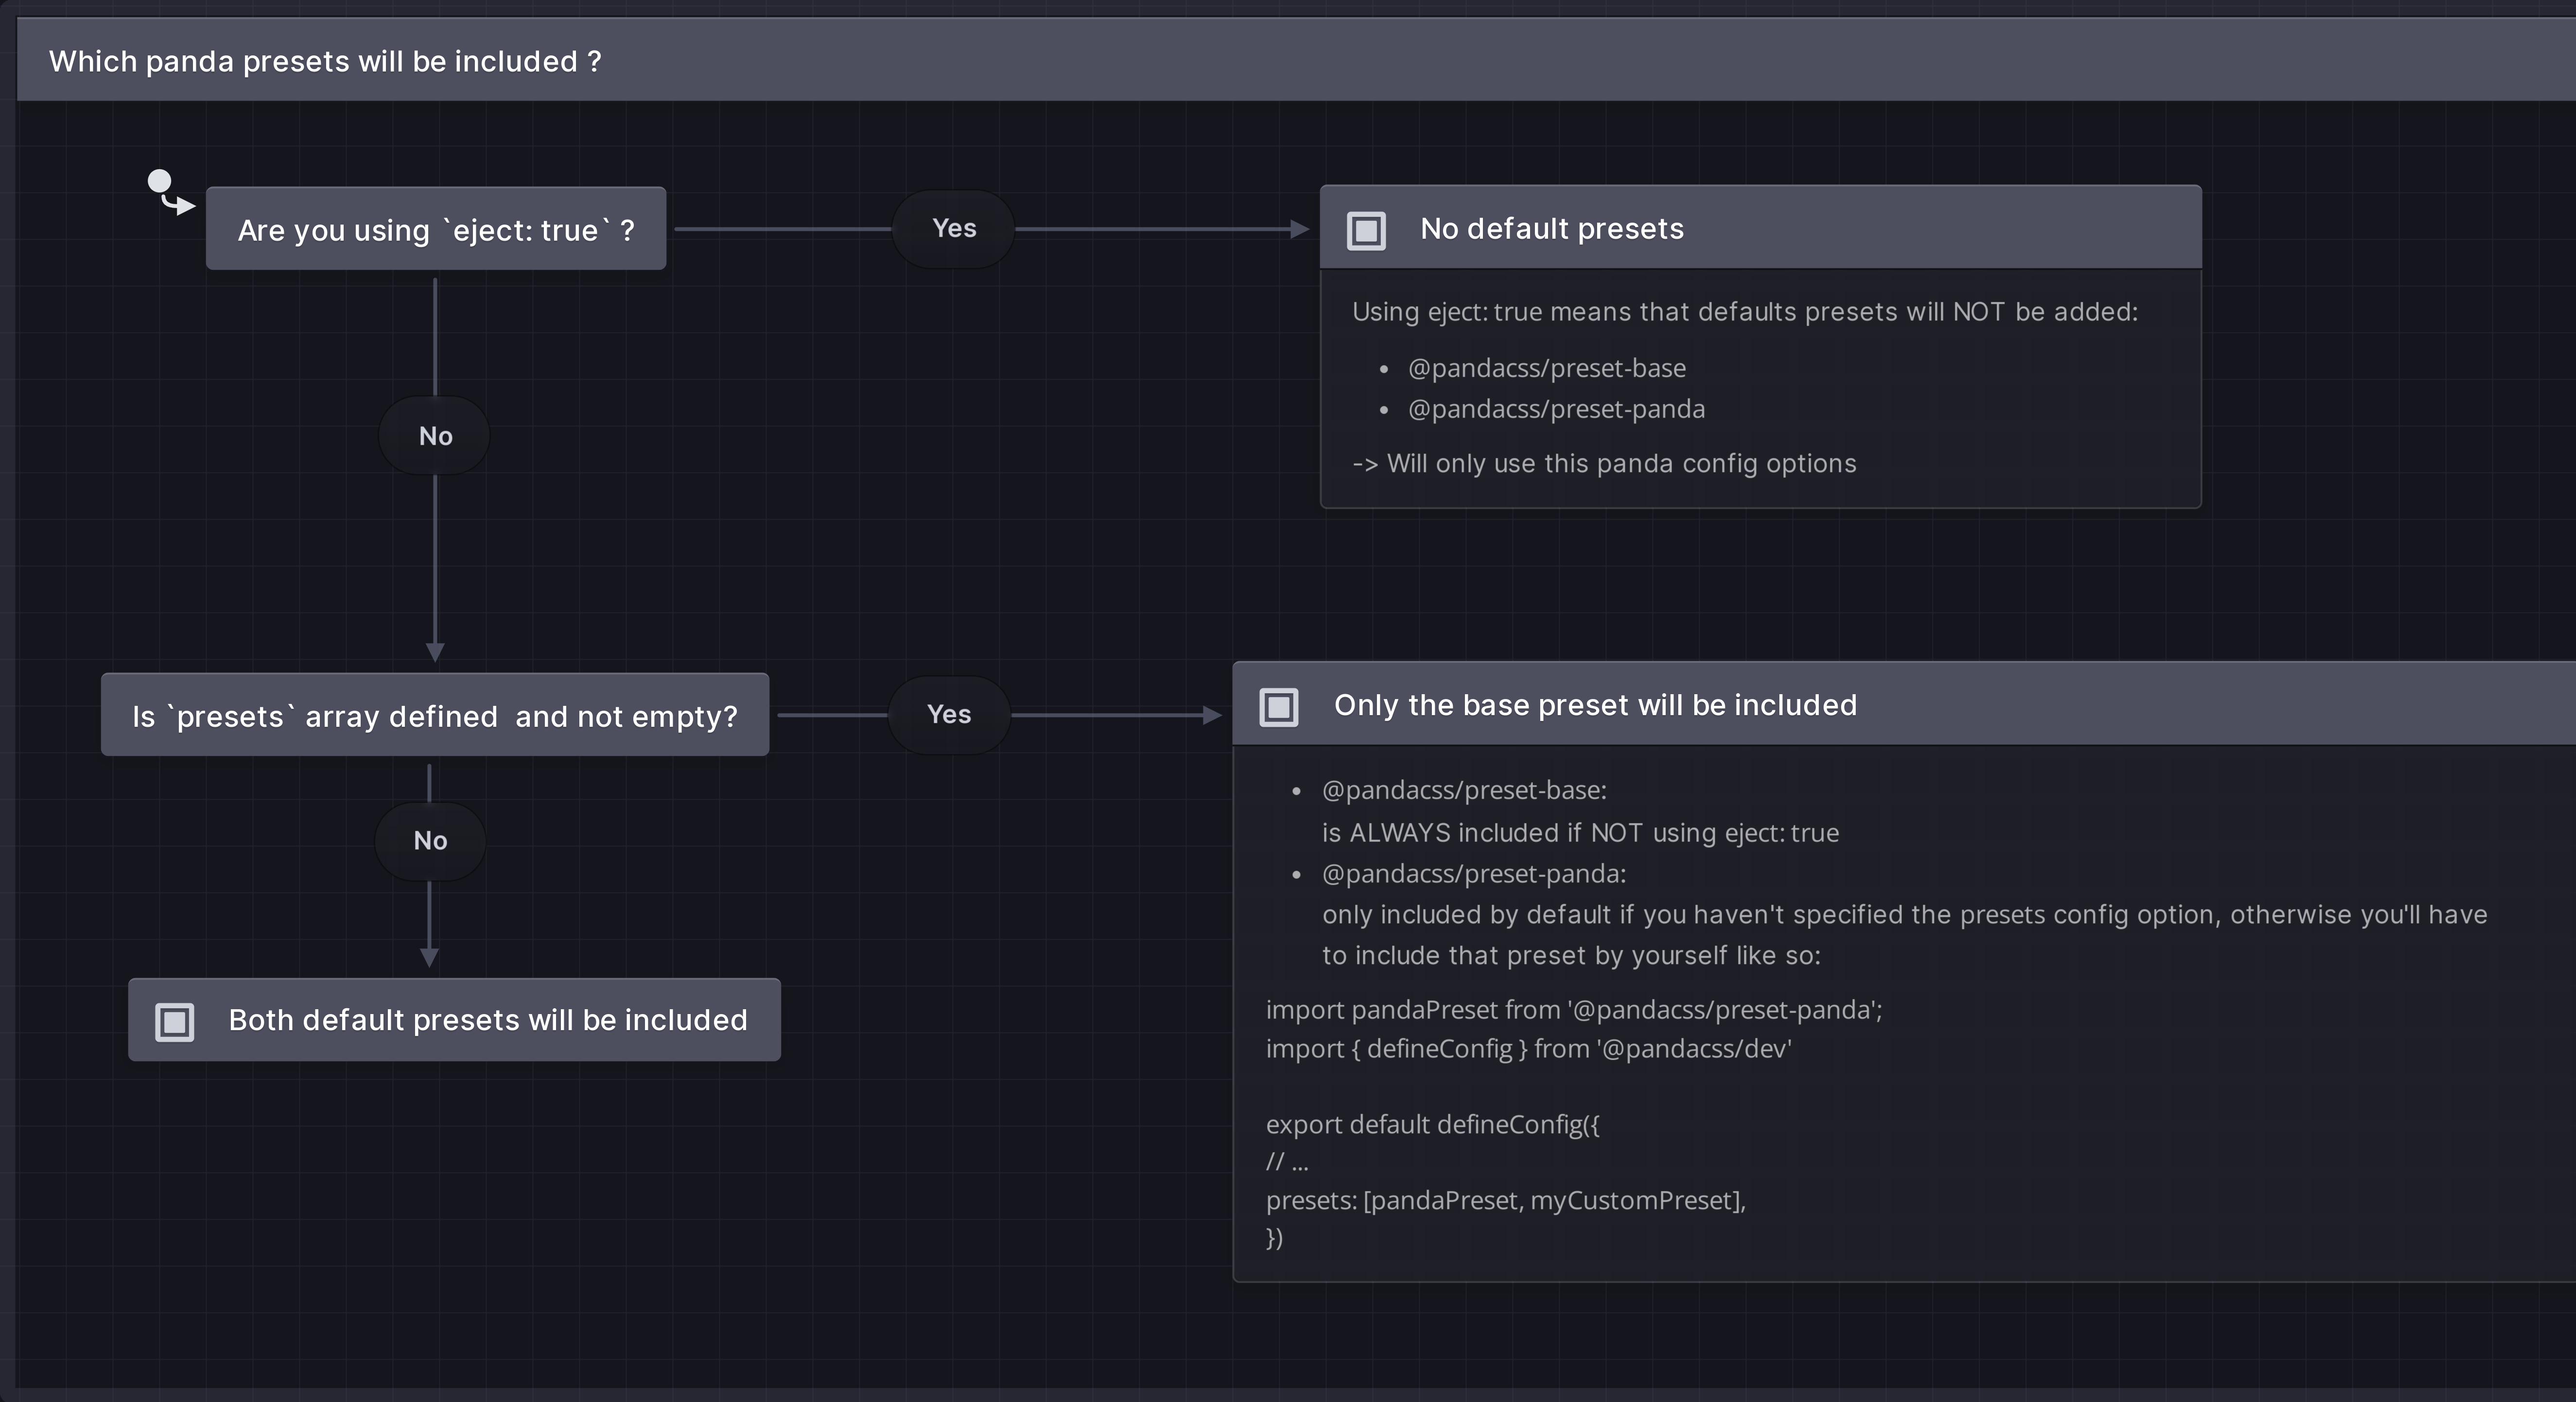 Which panda presets will be included ?
Are you using `eject: true` ?
Yes
No default presets
Using eject: true means that defaults presets will NOT be added:
• @pandacss/preset-base
• @pandacss/preset-panda
-> Will only use this panda config options
No
Is `presets` array defined  and not empty?
Yes
Only the base preset will be included
• @pandacss/preset-base:
is ALWAYS included if NOT using eject: true
• @pandacss/preset-panda:
only included by default if you haven't specified the presets config option, otherwise you'll have
to include that preset by yourself like so:
import pandaPreset from '@pandacss/preset-panda';
import { defineConfig } from '@pandacss/dev'
export default defineConfig({
// ...
presets: [pandaPreset, myCustomPreset],
})
No
Both default presets will be included